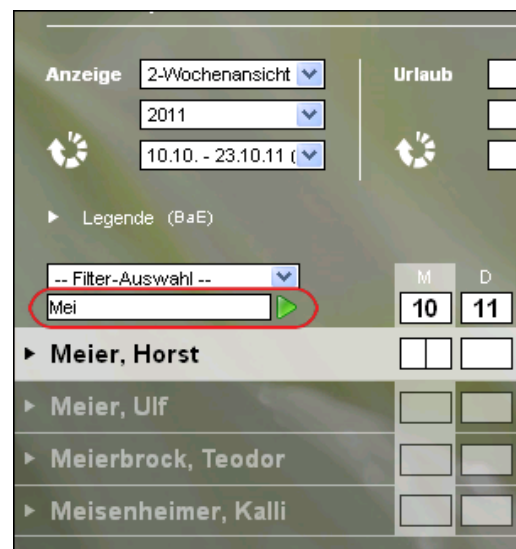 Anzeige 2-Wochenansicht Urlaub
2011
10.10. - 23.10.11 (
Legende (BaE)
-- Filter-Auswahl -- M D
Mei 10 11
Meier, Horst
Meier, Ulf
Meierbrock, Teodor
Meisenheimer, Kalli